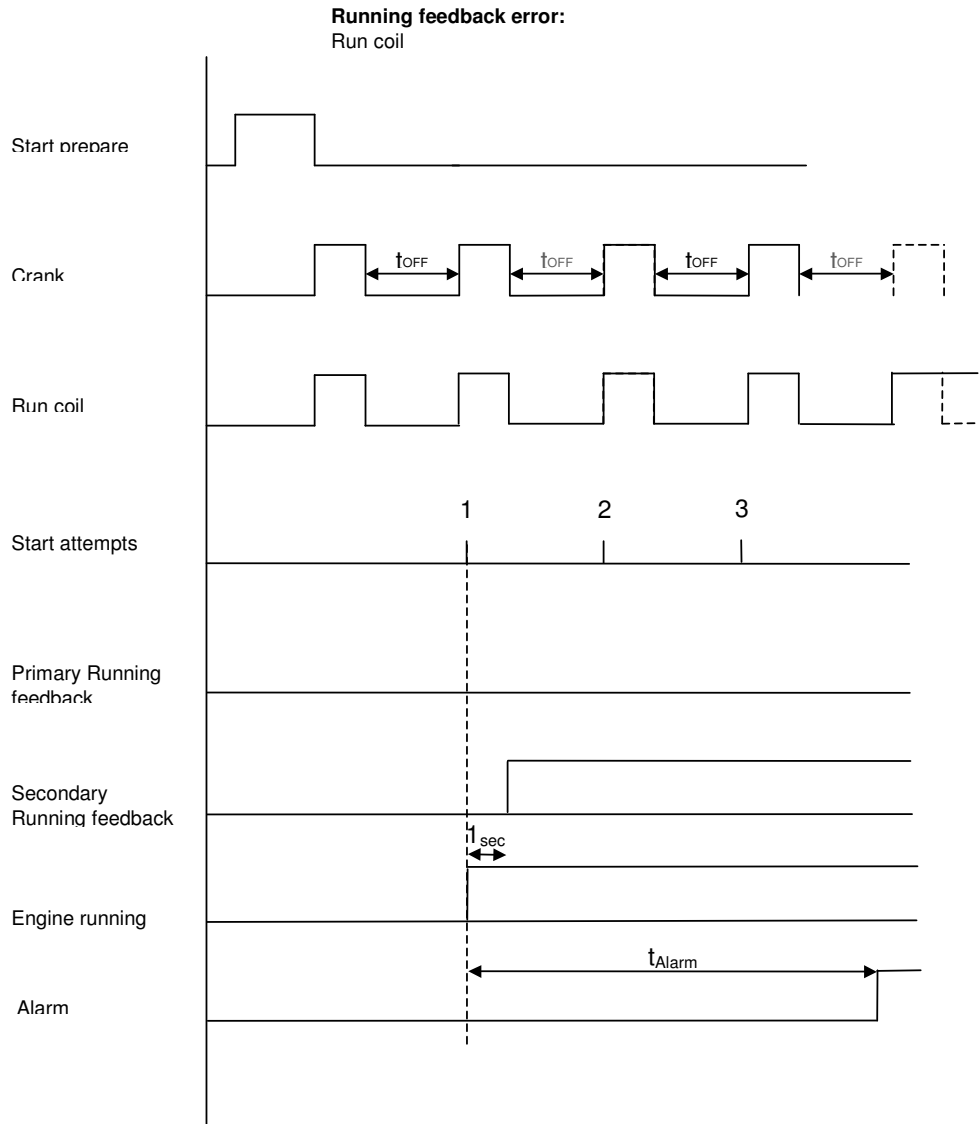 Running feedback error:
Run coil
Start prepare
Crank
tOFF tOFF tOFF tOFF
Run coil
1 2 3
Start attempts
Primary Running
feedback
Secondary
Running feedback
1sec
Engine running
tAlarm
Alarm